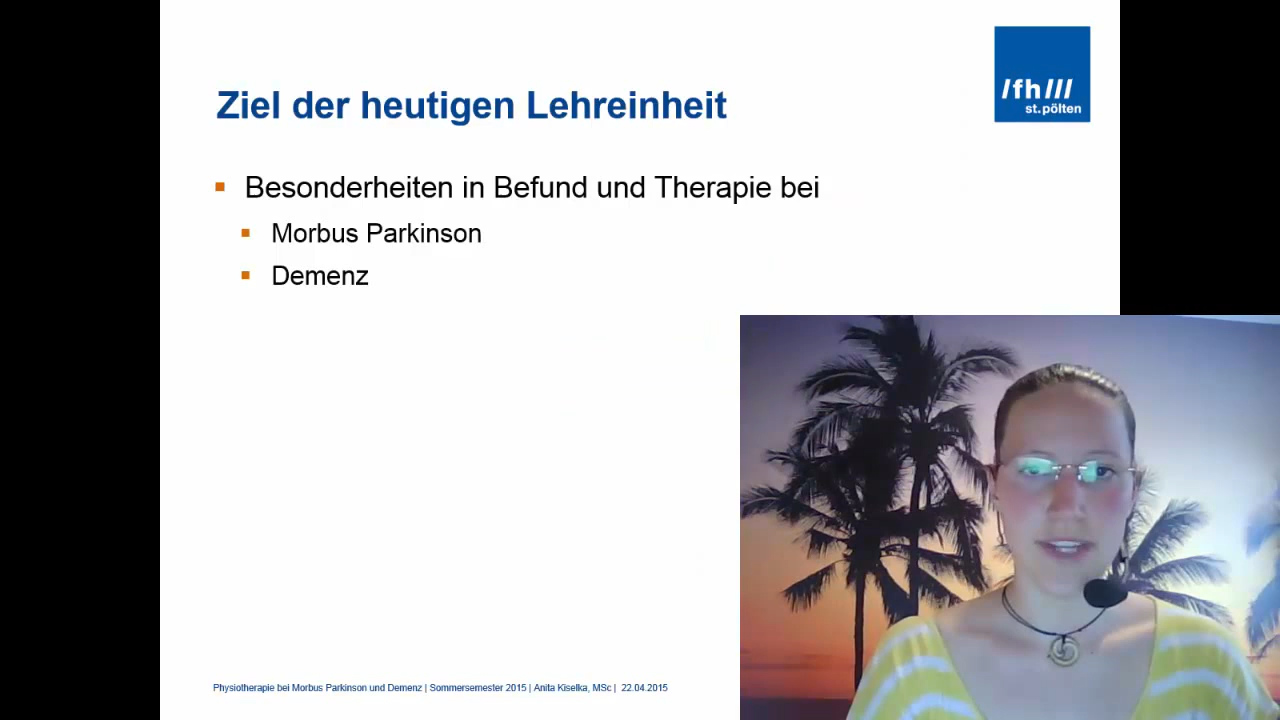 Ziel der heutigen Lehreinheit
/fh///
st.pölten
Besonderheiten in Befund und Therapie bei
Morbus Parkinson
Demenz
Physiotherapie bei Morbus Parkinson und Demenz | Sommersemester 2015 | Anita Kiselka, MSc | 22.04.2015